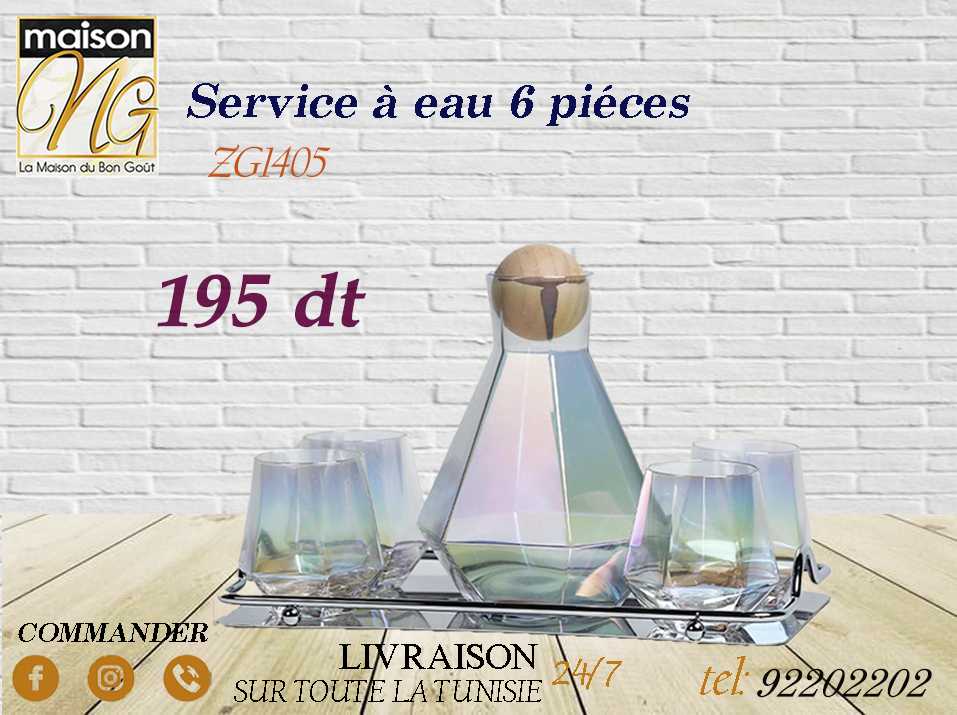 maison
NG
La Maison du Bon Goût
Service à eau 6 piéces
ZG1405
195 dt
COMMANDER
LIVRAISON
SUR TOUTE LA TUNISIE
24/7
tel: 92202202